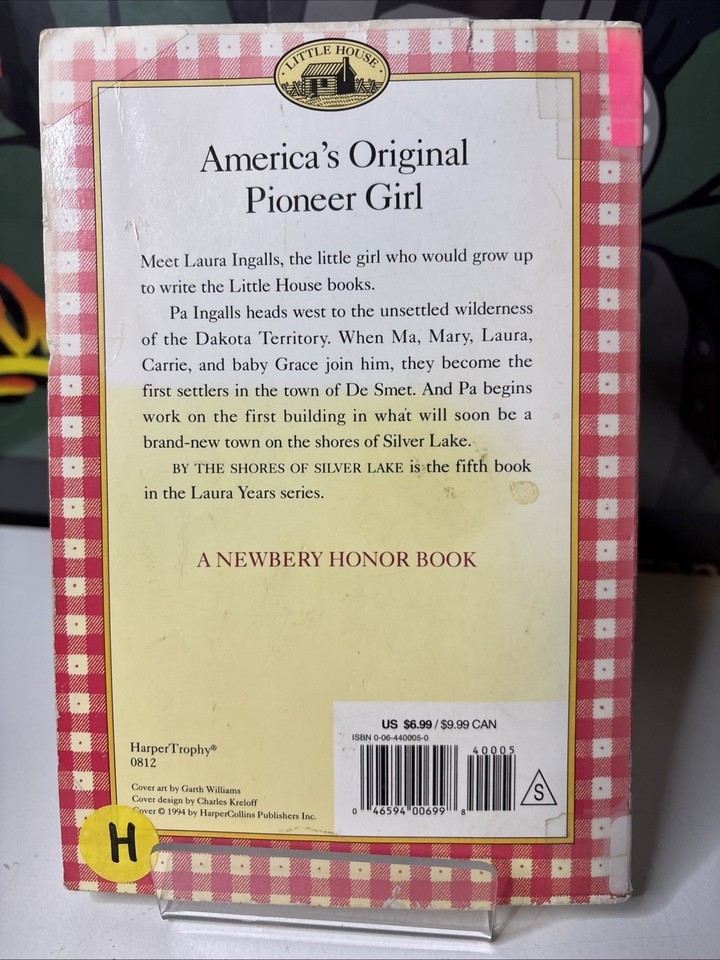 · LITTLE HOUSE ·
America's Original
Pioneer Girl
Meet Laura Ingalls, the little girl who would grow up
to write the Little House books.
Pa Ingalls heads west to the unsettled wilderness
of the Dakota Territory. When Ma, Mary, Laura,
Carrie, and baby Grace join him, they become the
first settlers in the town of De Smet. And Pa begins
work on the first building in what will soon be a
brand-new town on the shores of Silver Lake.
BY THE SHORES OF SILVER LAKE is the fifth book
in the Laura Years series.
A NEWBERY HONOR BOOK
US $6.99 / $9.99 CAN
ISBN 0-06-440005-0
40005
S
0 46594 00699 8
HarperTrophy®
0812
Cover art by Garth Williams
Cover design by Charles Kreloff
Cover © 1994 by HarperCollins Publishers Inc.
H